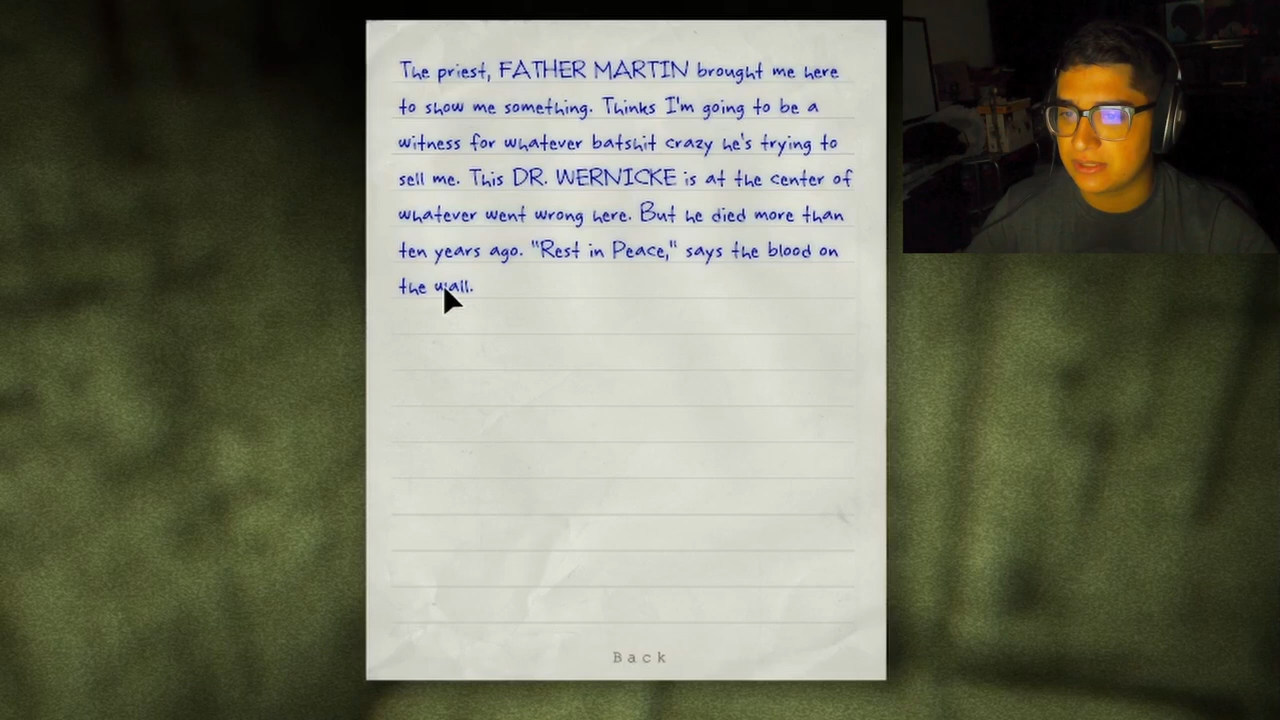 The priest, FATHER MARTIN brought me here
to show me something. Thinks I'm going to be a
witness for whatever batshit crazy he's trying to
sell me. This DR. WERNICKE is at the center of
whatever went wrong here. But he died more than
ten years ago. "Rest in Peace," says the blood on
the wall.
Back